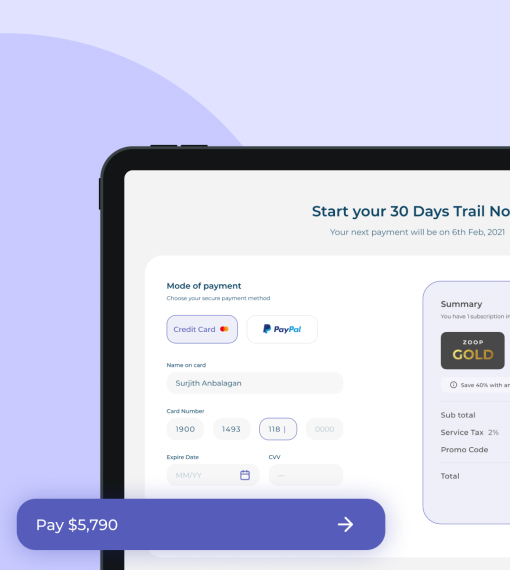 Start your 30 Days Trail No
Your next payment will be on 6th Feb, 2021
Mode of payment
Choose your secure payment method
Credit Card
PayPal
Name on card
Surjith Anbalagan
Card Number
1900 1493 118 | 0000
Expire Date CVV
MM/YY ---
Pay $5,790
Summary
You have 1 subscription in
ZOOP
GOLD
Save 40% with an
Sub total
Service Tax 2%
Promo Code
Total